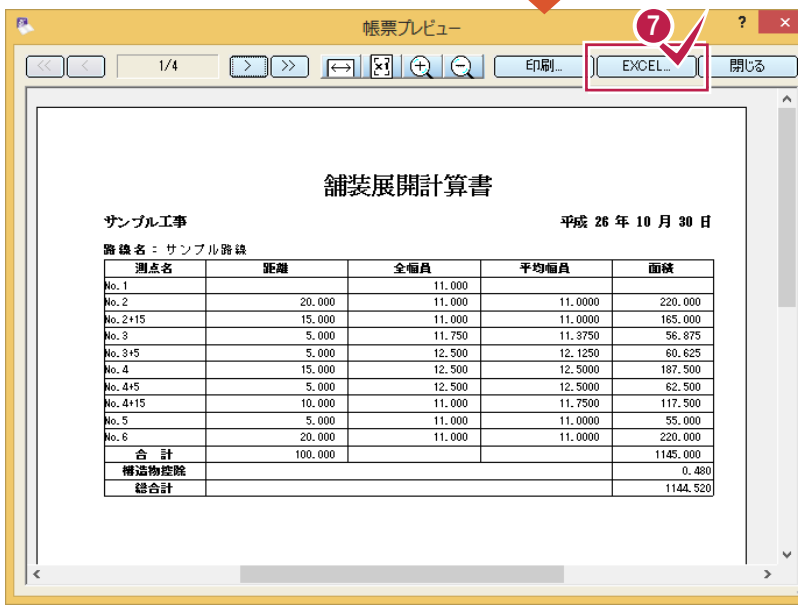 帳票プレビュー
7
?
×
<<
<
1/4
>
>>
x1
印刷...
EXCEL...
閉じる
舗装展開計算書
サンプル工事 平成 26 年 10 月 30 日
路線名：サンプル路線
測点名 距離 全幅員 平均幅員 面積
No. 1 11.000
No. 2 20.000 11.000 11.0000 220.000
No. 2+15 15.000 11.000 11.0000 165.000
No. 3 5.000 11.750 11.3750 56.875
No. 3+5 5.000 12.500 12.1250 60.625
No. 4 15.000 12.500 12.5000 187.500
No. 4+5 5.000 12.500 12.5000 62.500
No. 4+15 10.000 11.000 11.7500 117.500
No. 5 5.000 11.000 11.0000 55.000
No. 6 20.000 11.000 11.0000 220.000
合　計 100.000 1145.000
構造物控除 0.480
総合計 1144.520